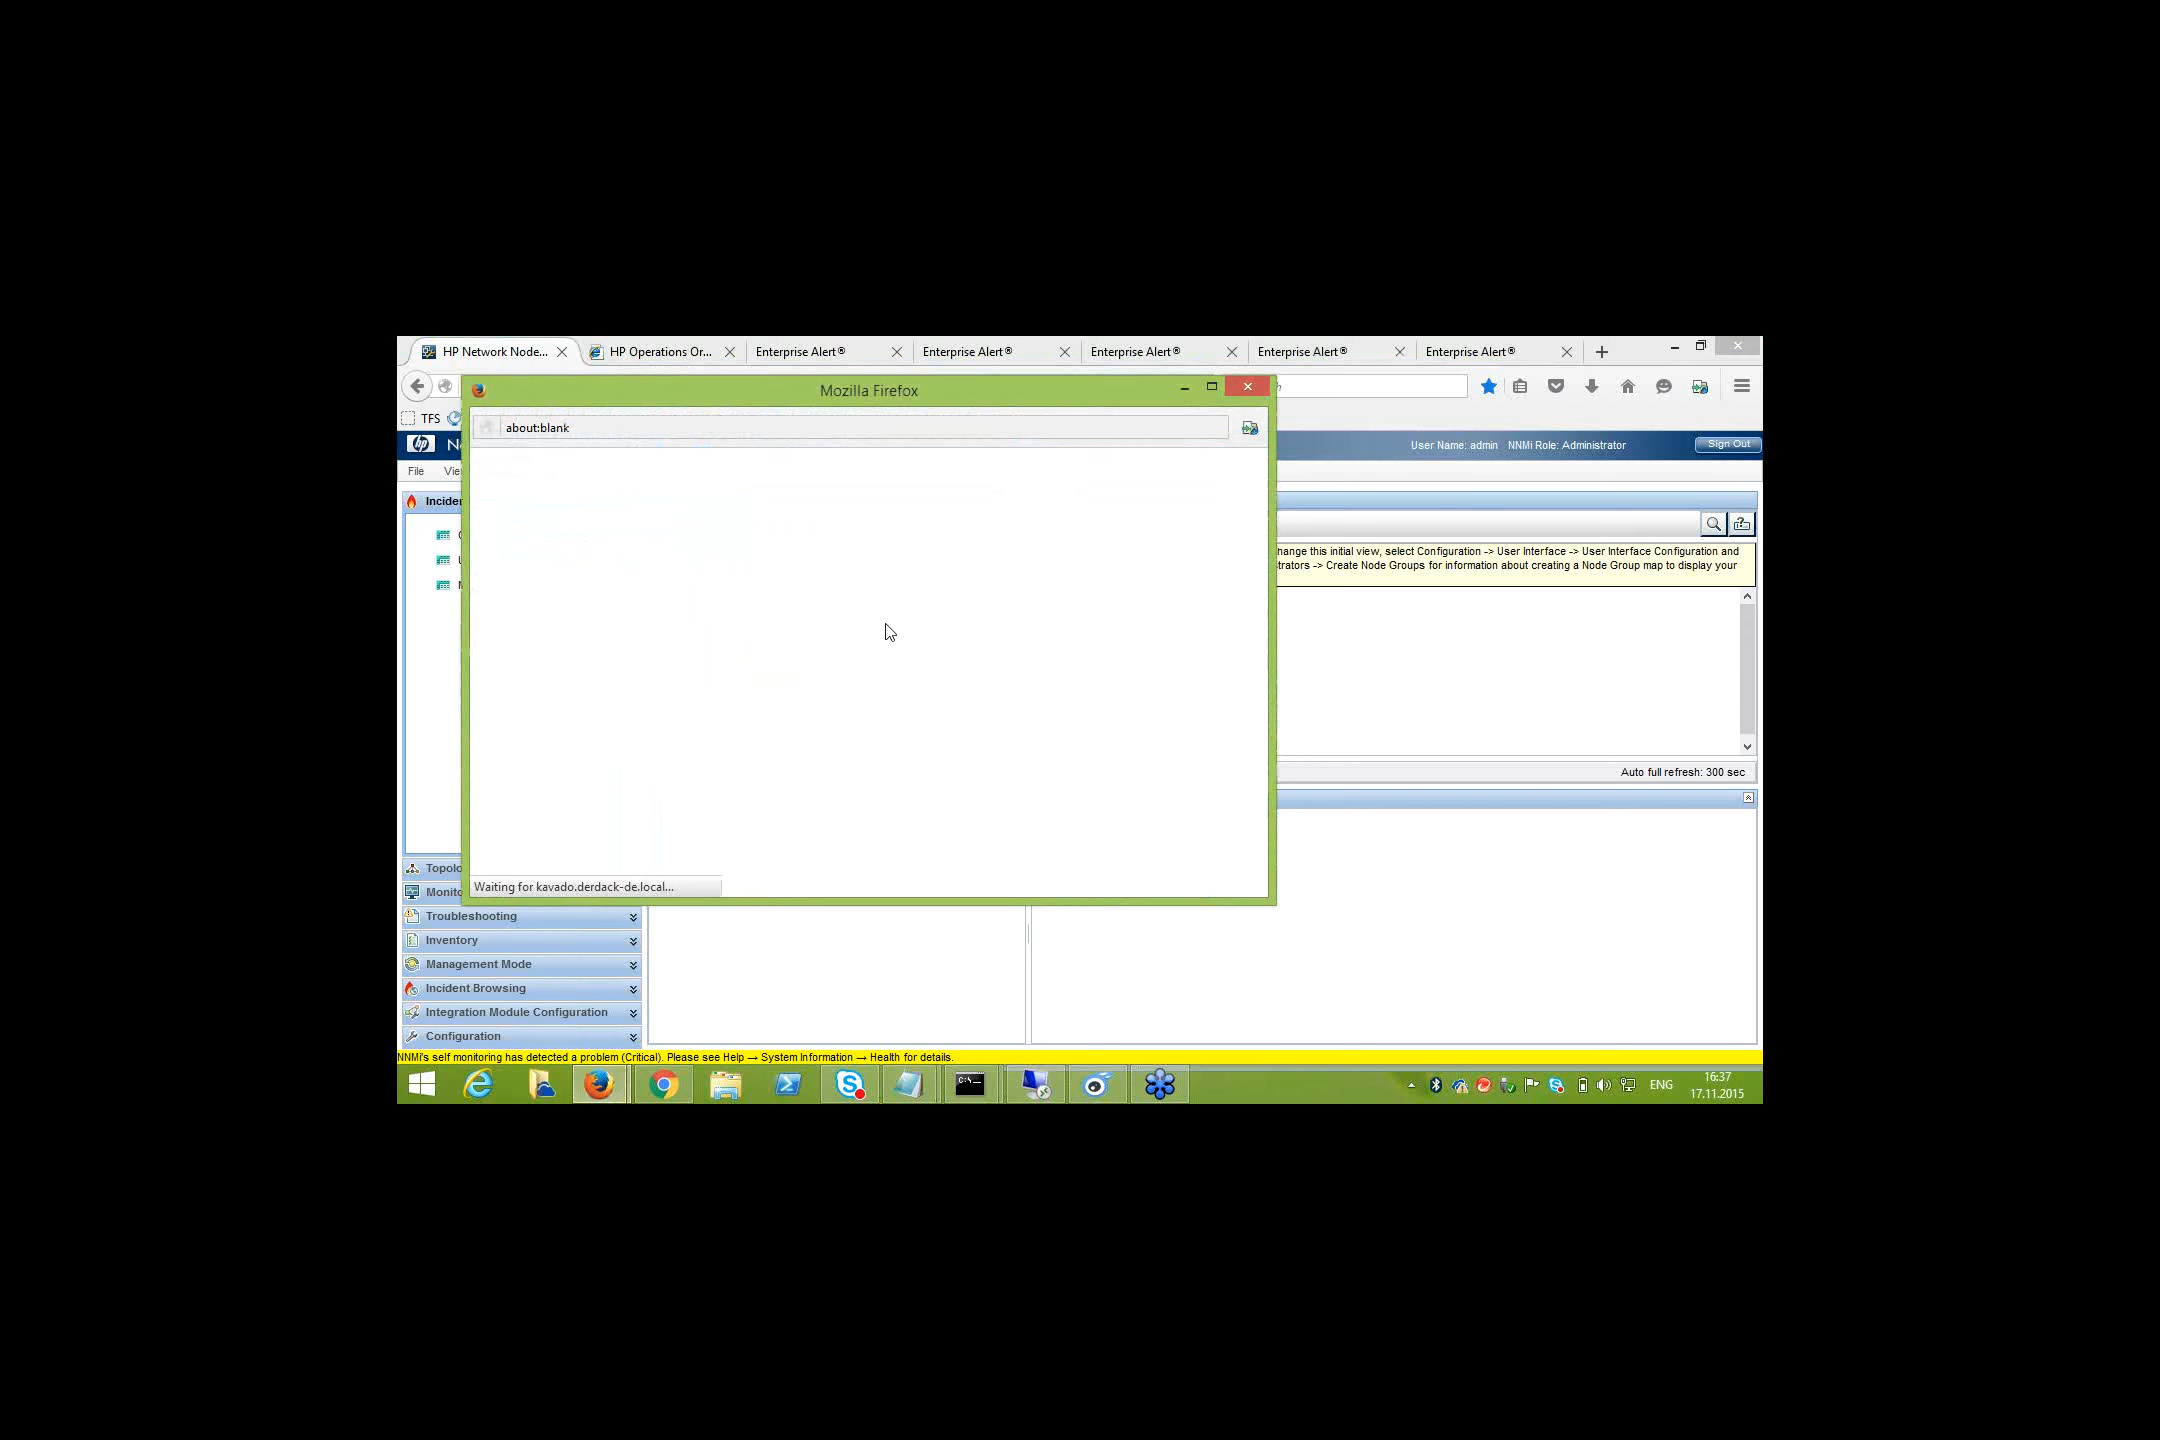 HP Network Node...
HP Operations Or...
Enterprise Alert®
Enterprise Alert®
Enterprise Alert®
Enterprise Alert®
Enterprise Alert®
Mozilla Firefox
about:blank
TFS
hp
User Name: admin NNMi Role: Administrator
Sign Out
File
hange this initial view, select Configuration -> User Interface -> User Interface Configuration and
strators -> Create Node Groups for information about creating a Node Group map to display your
Auto full refresh: 300 sec
Waiting for kavado.derdack-de.local...
Troubleshooting
Inventory
Management Mode
Incident Browsing
Integration Module Configuration
Configuration
NNMi's self monitoring has detected a problem (Critical). Please see Help → System Information → Health for details.
ENG
16:37
17.11.2015